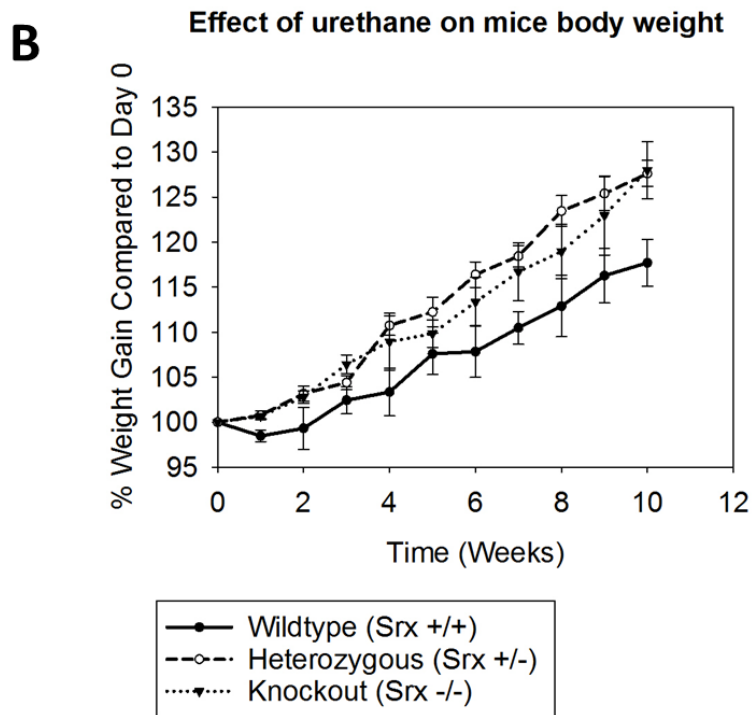 Effect of urethane on mice body weight
B
% Weight Gain Compared to Day 0
135
130
125
120
115
110
105
100
95
0 2 4 6 8 10 12
Time (Weeks)
Wildtype (Srx +/+)
Heterozygous (Srx +/-)
Knockout (Srx -/-)